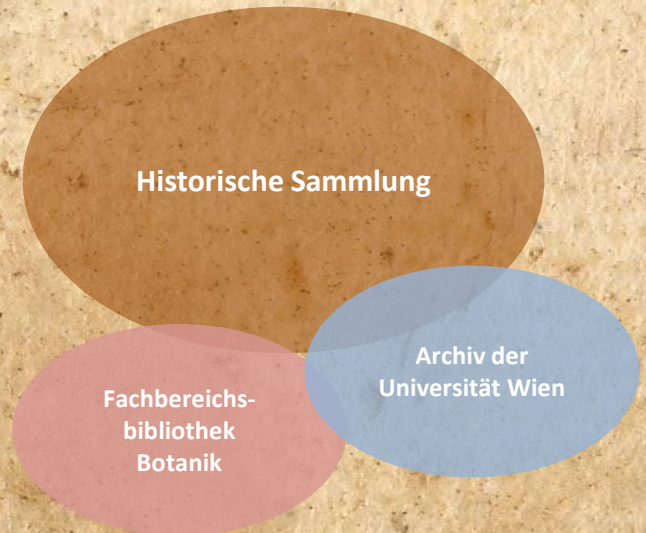 Historische Sammlung
Archiv der
Universität Wien
Fachbereichs-
bibliothek
Botanik